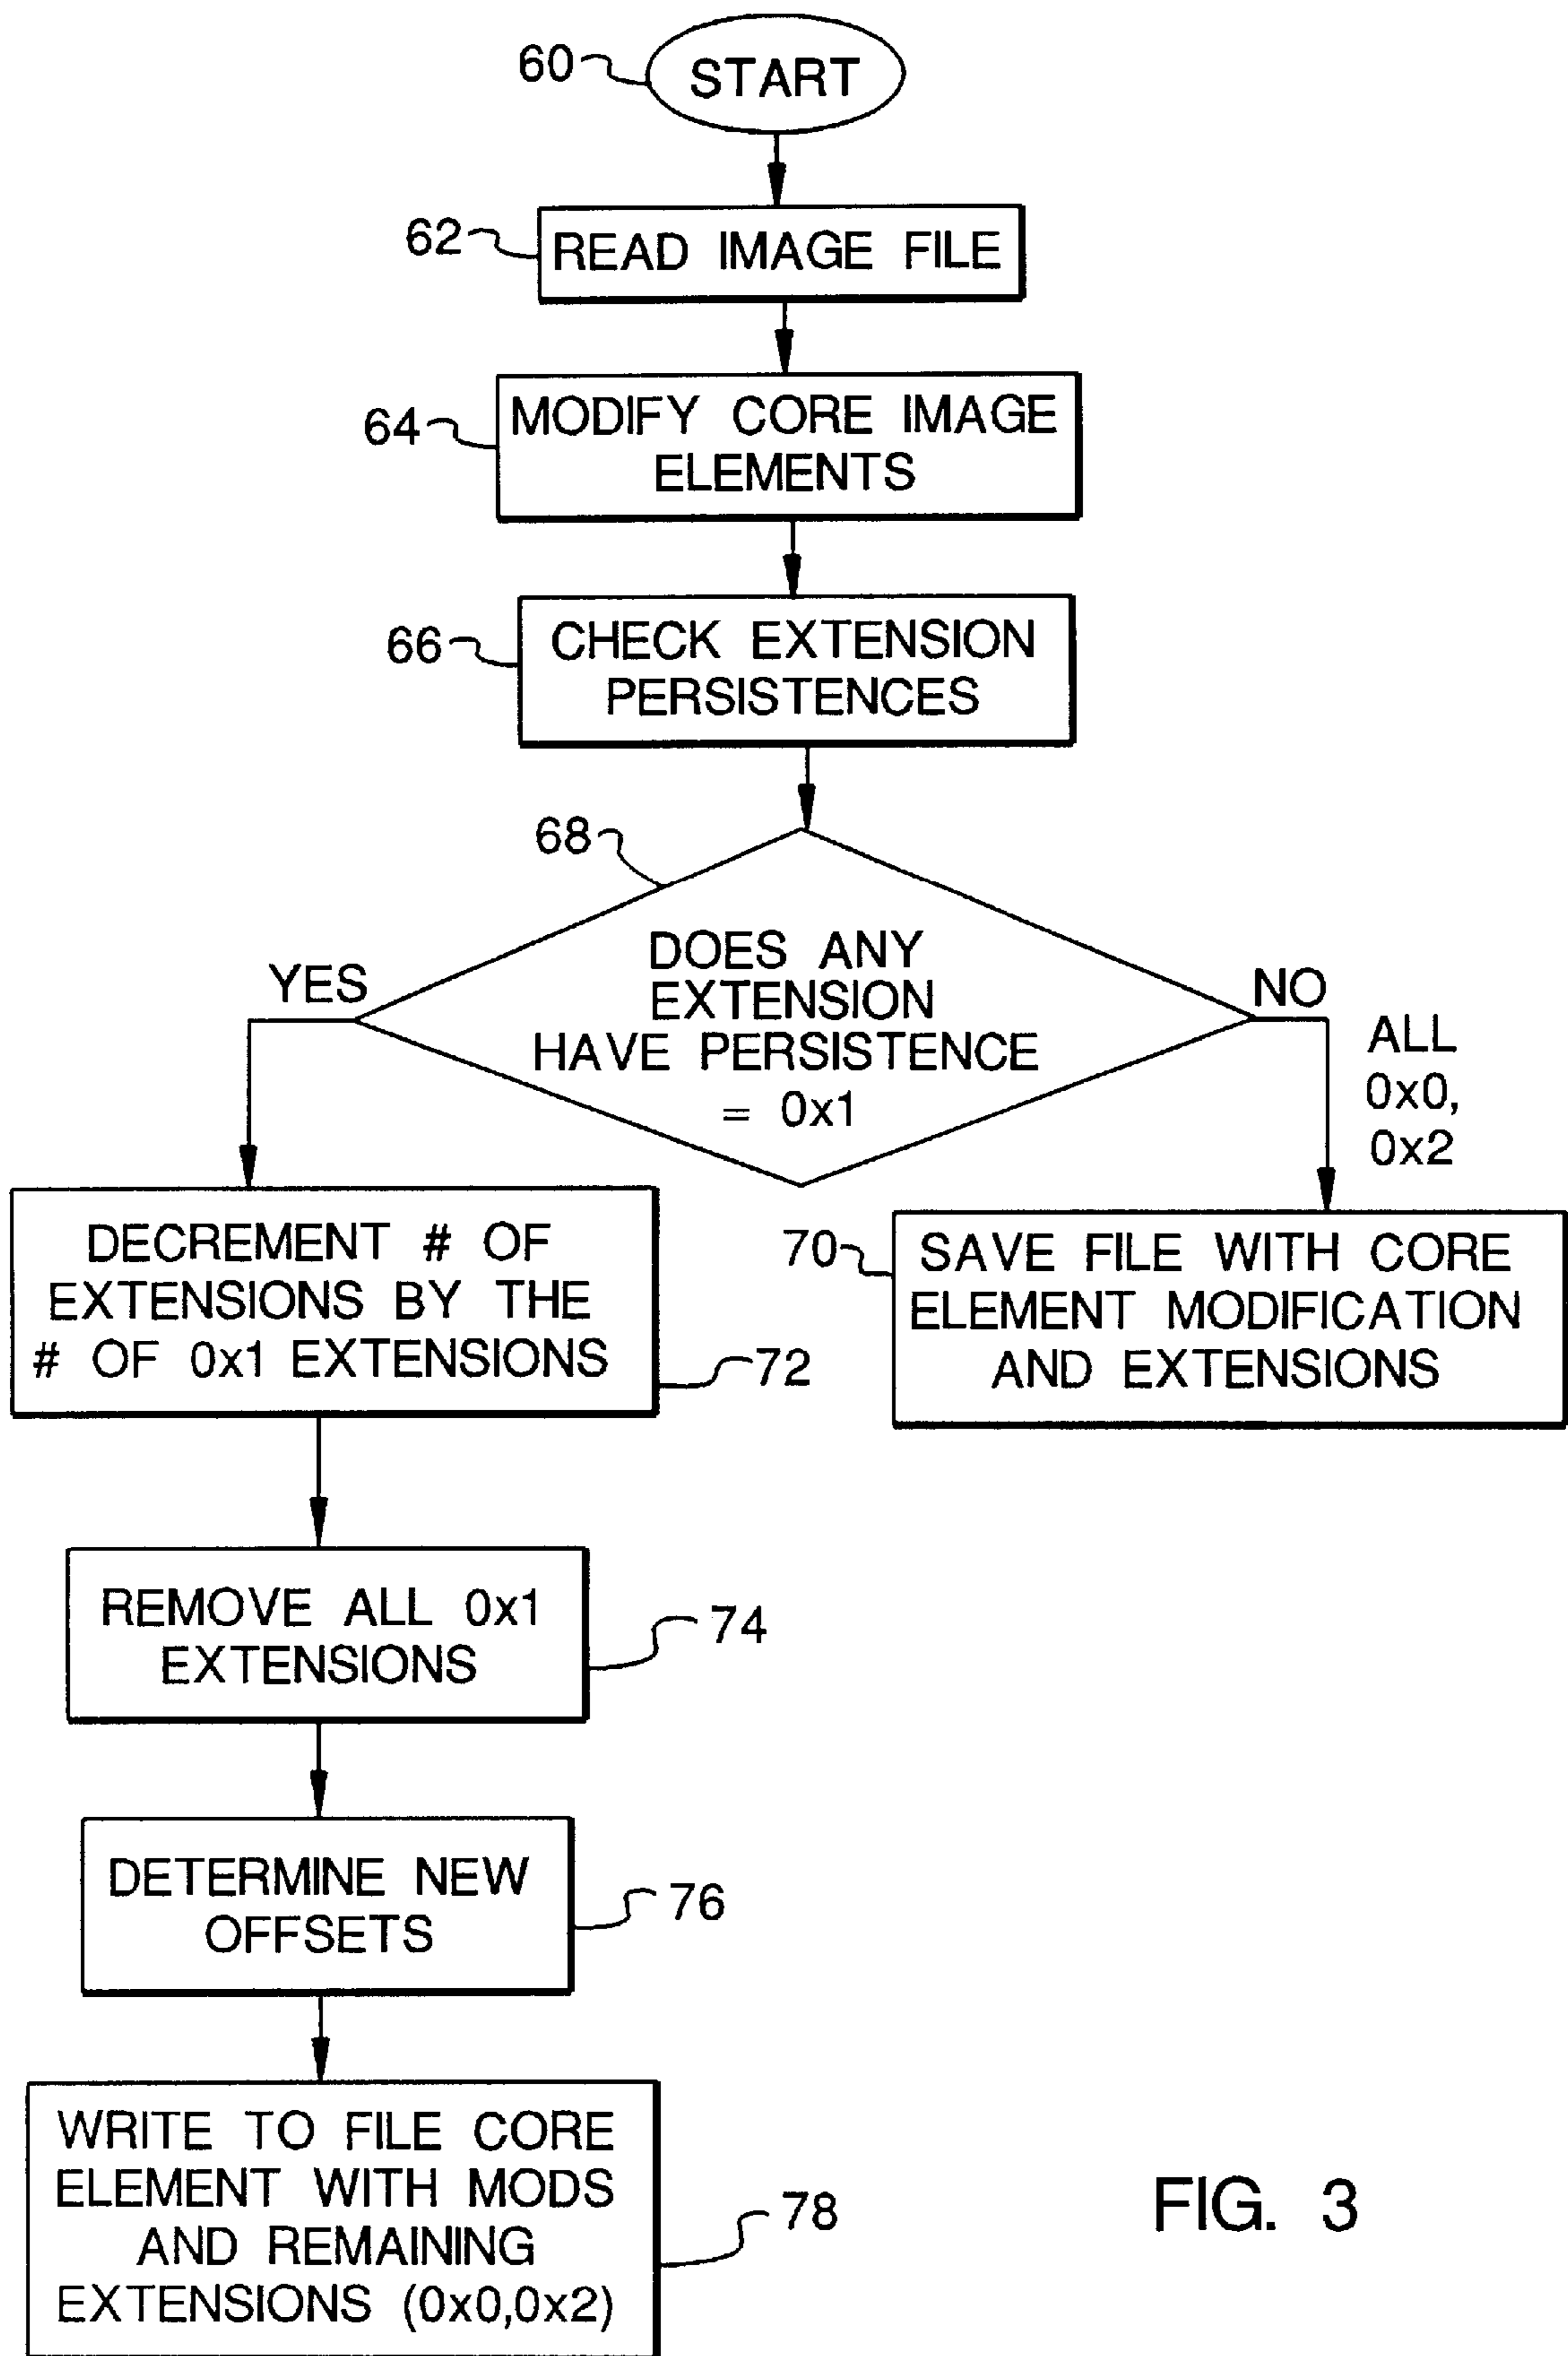 60
START
62
READ IMAGE FILE
64
MODIFY CORE IMAGE
ELEMENTS
66
CHECK EXTENSION
PERSISTENCES
68
DOES ANY
EXTENSION
HAVE PERSISTENCE
= 0x1
YES
NO
ALL
0x0,
0x2
DECREMENT # OF
EXTENSIONS BY THE
# OF 0x1 EXTENSIONS
72
70
SAVE FILE WITH CORE
ELEMENT MODIFICATION
AND EXTENSIONS
REMOVE ALL 0x1
EXTENSIONS
74
DETERMINE NEW
OFFSETS
76
WRITE TO FILE CORE
ELEMENT WITH MODS
AND REMAINING
EXTENSIONS (0x0,0x2)
78
FIG. 3